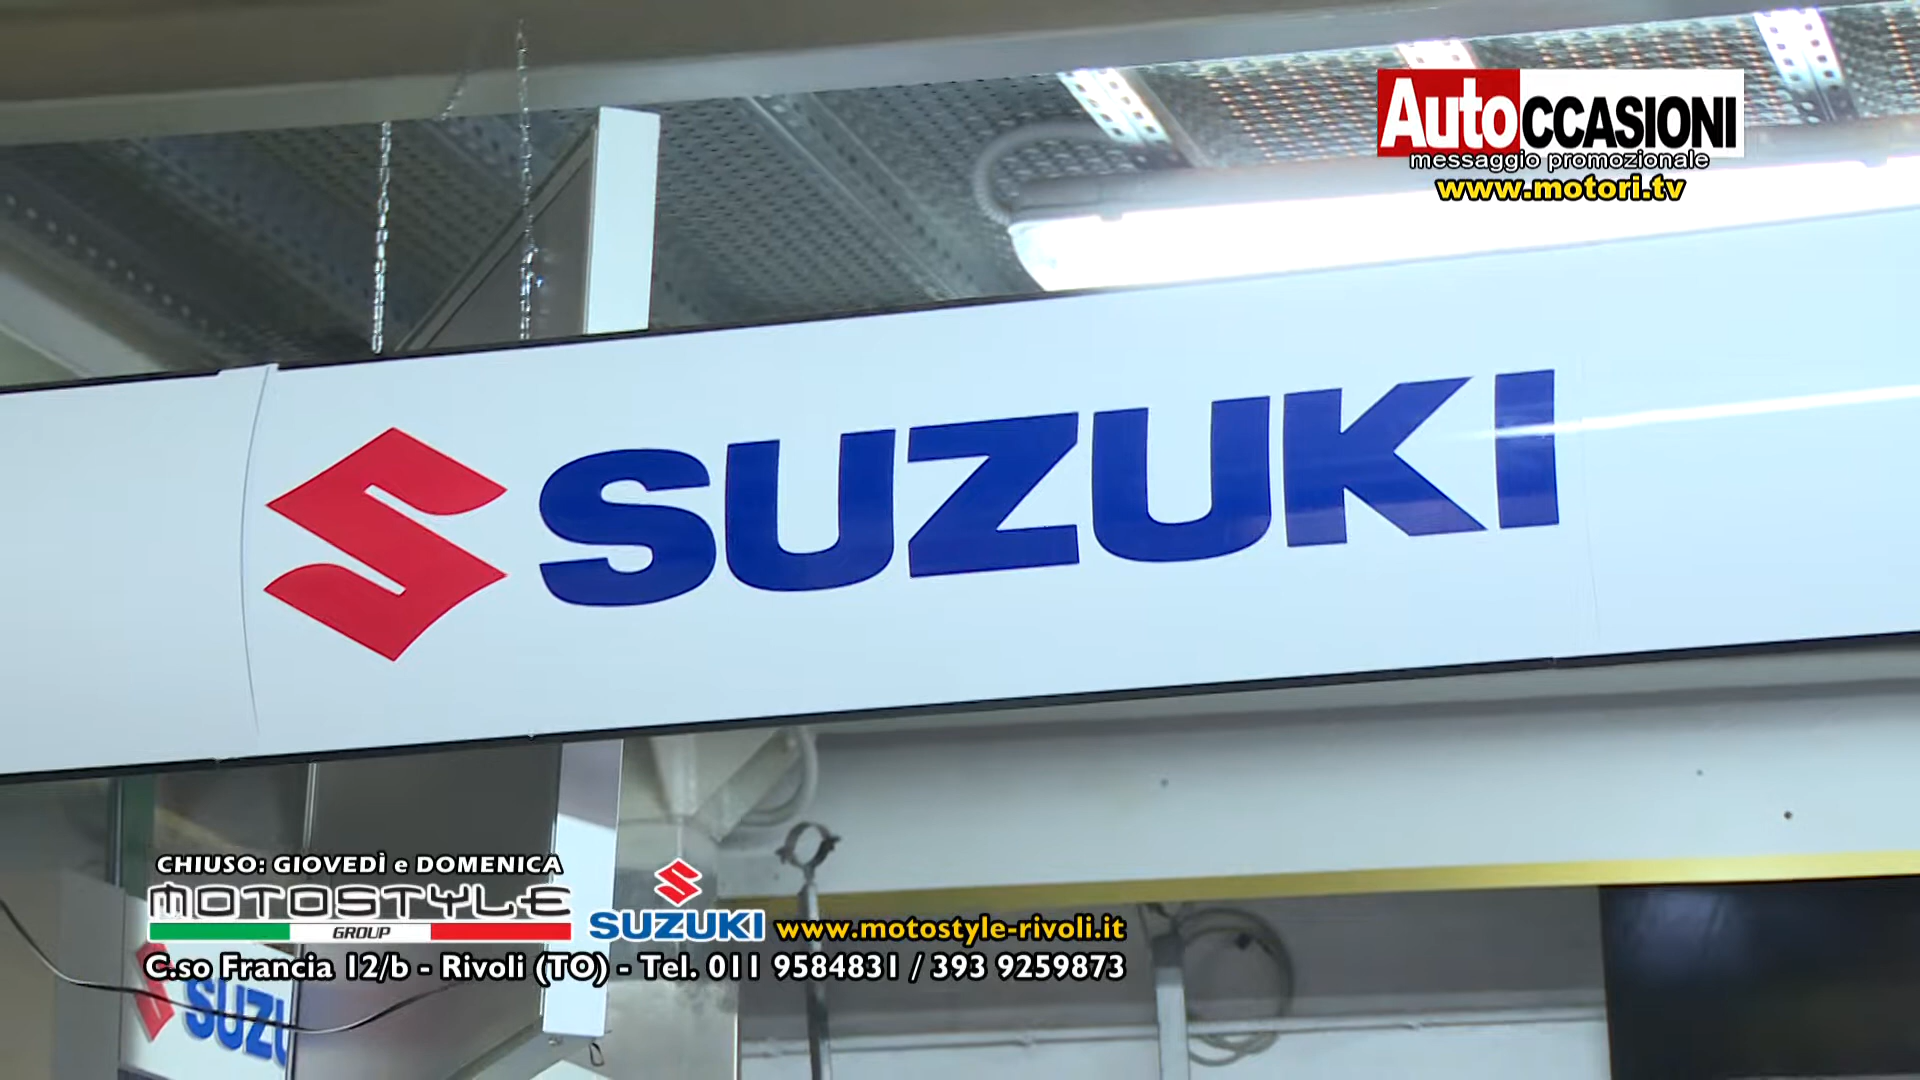 AutOCCASIONI
messaggio promozionale
www.motori.tv
SUZUKI
CHIUSO: GIOVEDÌ e DOMENICA
MOTOSTYLE
GROUP
SUZUKI
www.motostyle-rivoli.it
C.so Francia 12/b - Rivoli (TO) - Tel. 011 9584831 / 393 9259873
SUZU